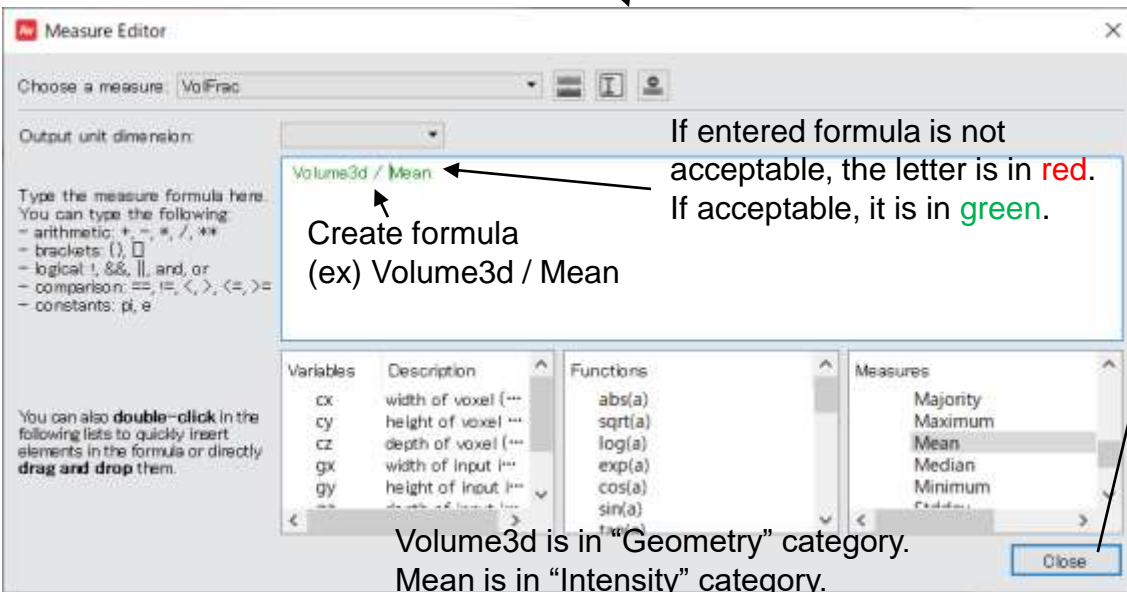 Measure Editor
Choose a measure: VolFrac
Output unit dimension:
If entered formula is not
acceptable, the letter is in red.
If acceptable, it is in green.
Volume3d / Mean
Create formula
(ex) Volume3d / Mean
Type the measure formula here.
You can type the following:
- arithmetic: +, -, *, /, **
- brackets: (), []
- logical: !, &&, ||, and, or
- comparison: ==, !=, <, >, <=, >=
- constants: pi, e
You can also double-click in the
following lists to quickly insert
elements in the formula or directly
drag and drop them.
Variables Description
cx width of voxel (...
cy height of voxel ...
cz depth of voxel (...
gx width of input i...
gy height of input i...
Functions
abs(a)
sqrt(a)
log(a)
exp(a)
cos(a)
sin(a)
tan(a)
Measures
Majority
Maximum
Mean
Median
Minimum
Volume3d is in “Geometry” category.
Mean is in “Intensity” category.
Close